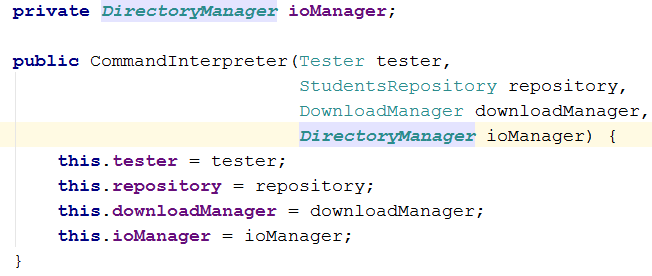 private DirectoryManager ioManager;
public CommandInterpreter(Tester tester,
StudentsRepository repository,
DownloadManager downloadManager,
DirectoryManager ioManager) {
this.tester = tester;
this.repository = repository;
this.downloadManager = downloadManager;
this.ioManager = ioManager;
}